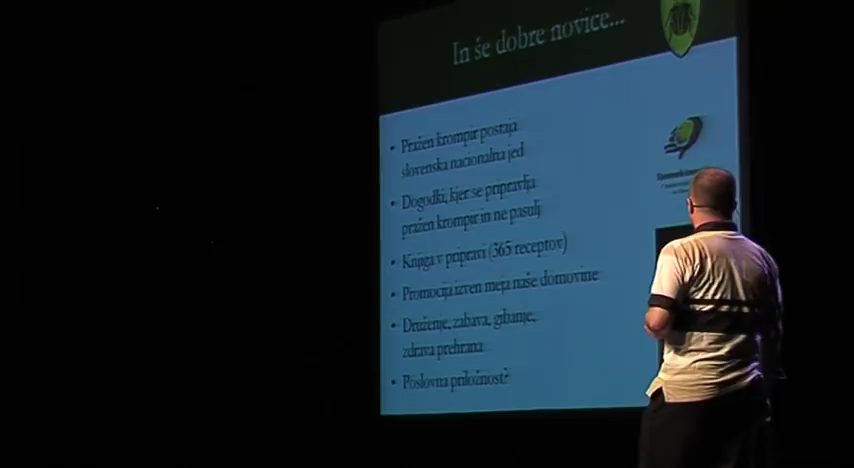 In še dobre novice...
• Pražen krompir postaja
slovenska nacionalna jed
• Dogodki, kjer se pripravlja
pražen krompir in ne pasulj
• Knjiga v pripravi (365 receptov)
• Promocija izven meja naše domovine
• Druženje, zabava, gibanje,
zdrava prehrana
• Poslovna priložnost?